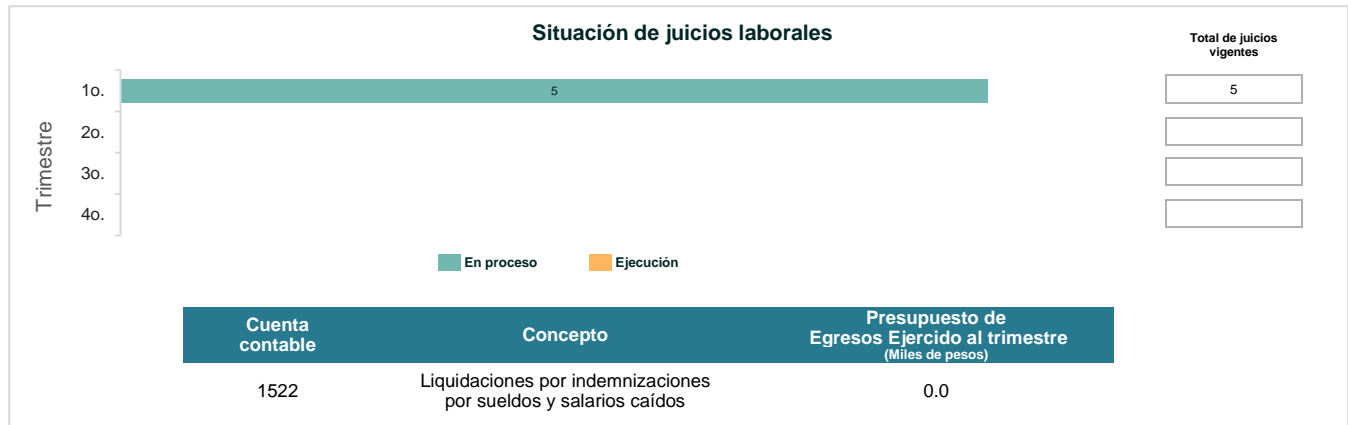 Situación de juicios laborales
Total de juicios
vigentes
Trimestre
1o.
5
5
2o.
3o.
4o.
En proceso
Ejecución
Cuenta
contable
Concepto
Presupuesto de
Egresos Ejercido al trimestre
(Miles de pesos)
1522
Liquidaciones por indemnizaciones
por sueldos y salarios caídos
0.0